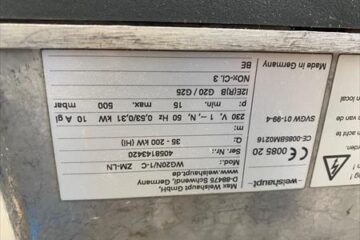 -weishaupt-
Max Weishaupt GmbH,
D-88475 Schwendi, Germany
www.weishaupt.de
Mod.: WG20N/1-C ZM-LN
Ser. Nr.: 4058143420
Q: 35- 200 kW (Hi)
230 V, 1 ~, N, 50 Hz 0,53/0,31 kW gl 10 A
p: min. 15 max. 500 mbar
I2E(R)B G20 / G25
NOx-Cl. 3
BE
0085 20
CE-0085BM0216
SVGW 01-99-4
Made in Germany